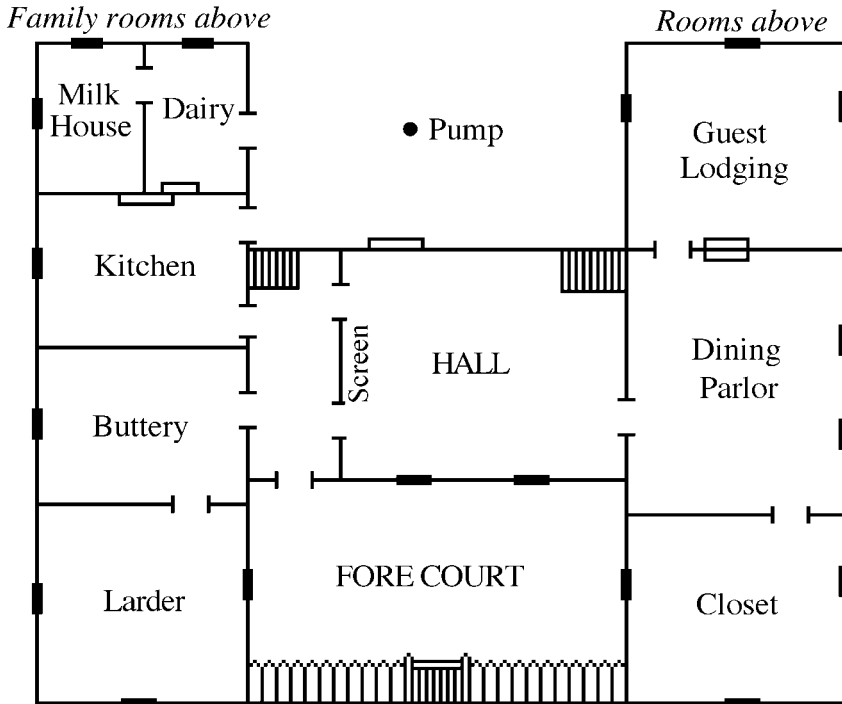 Family rooms above
Rooms above
Milk
House
Dairy
Pump
Guest
Lodging
Kitchen
Screen
HALL
Dining
Parlor
Buttery
Larder
FORE COURT
Closet